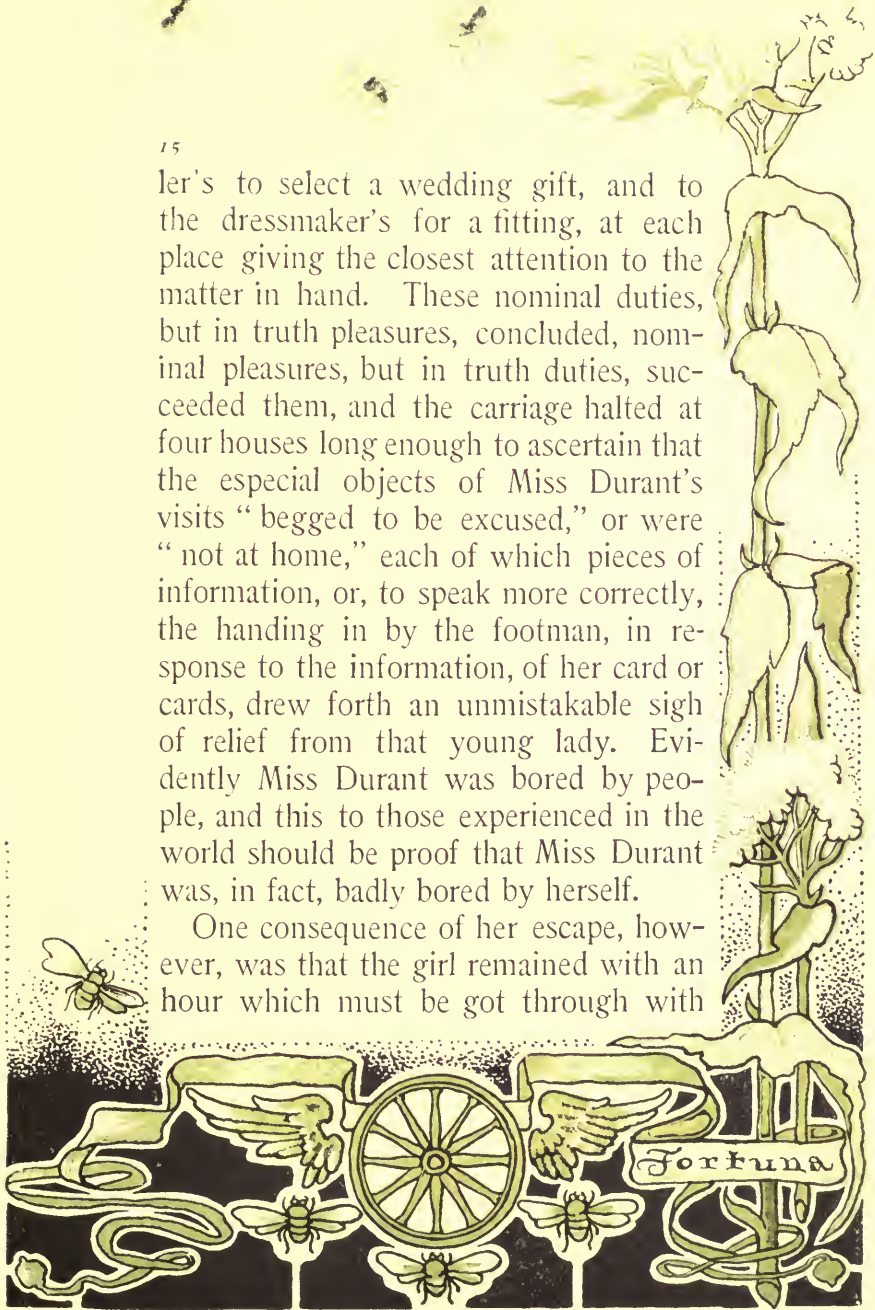 15
ler's to select a wedding gift, and to
the dressmaker's for a fitting, at each
place giving the closest attention to the
matter in hand. These nominal duties,
but in truth pleasures, concluded, nom-
inal pleasures, but in truth duties, suc-
ceeded them, and the carriage halted at
four houses long enough to ascertain that
the especial objects of Miss Durant's
visits “ begged to be excused,” or were
“ not at home,” each of which pieces of
information, or, to speak more correctly,
the handing in by the footman, in re-
sponse to the information, of her card or
cards, drew forth an unmistakable sigh
of relief from that young lady. Evi-
dently Miss Durant was bored by peo-
ple, and this to those experienced in the
world should be proof that Miss Durant
was, in fact, badly bored by herself.
One consequence of her escape, how-
ever, was that the girl remained with an
hour which must be got through with
Fortuna